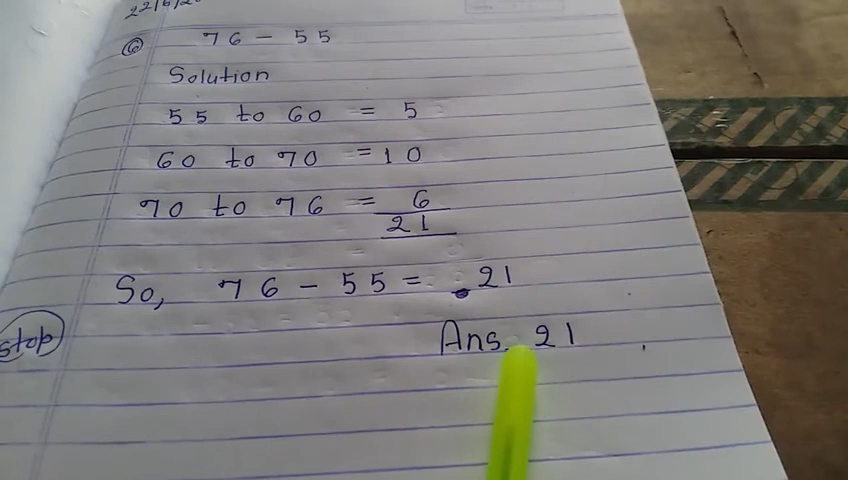 6 76 - 55
Solution
55 to 60 = 5
60 to 70 = 10
70 to 76 = 6
21
So, 76 - 55 = 21
Ans. 21